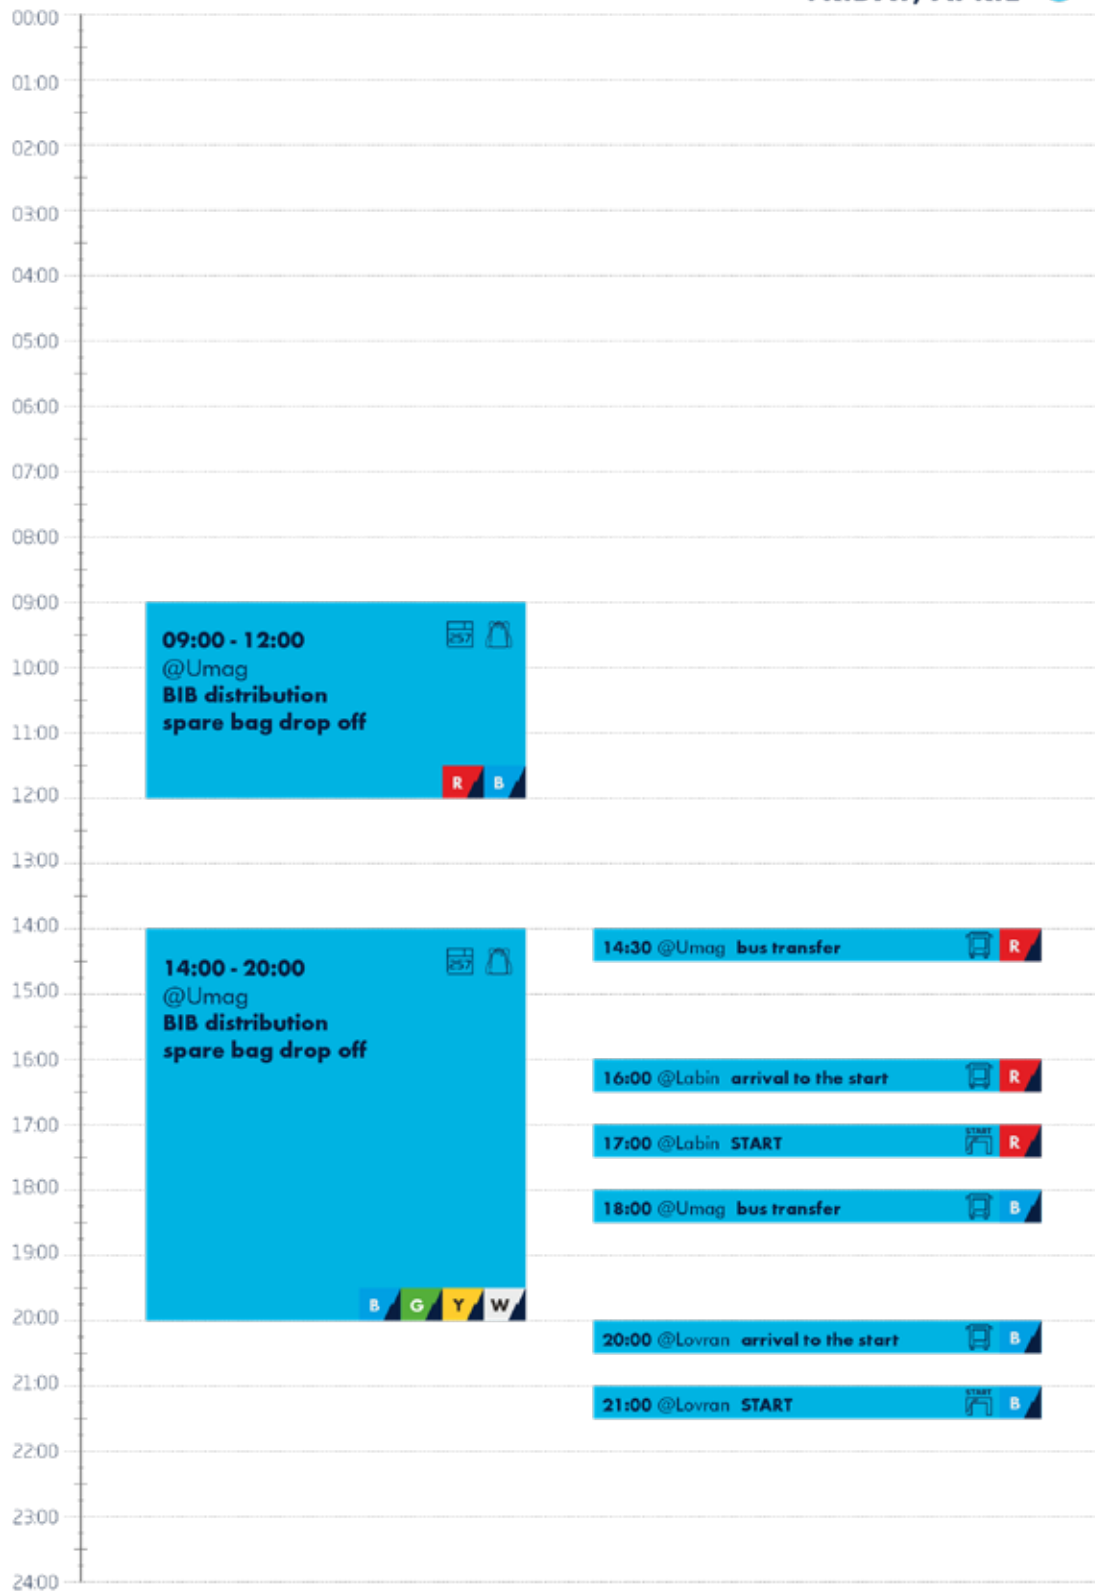 00:00
01:00
02:00
03:00
04:00
05:00
06:00
07:00
08:00
09:00
09:00 - 12:00
257
@Umag
BIB distribution
spare bag drop off
R B
10:00
11:00
12:00
13:00
14:00
14:00 - 20:00
257
@Umag
BIB distribution
spare bag drop off
B G Y W
14:30 @Umag bus transfer R
15:00
16:00
16:00 @Labin arrival to the start R
17:00
17:00 @Labin START START R
18:00
18:00 @Umag bus transfer B
19:00
20:00
20:00 @Lovran arrival to the start B
21:00
21:00 @Lovran START START B
22:00
23:00
24:00